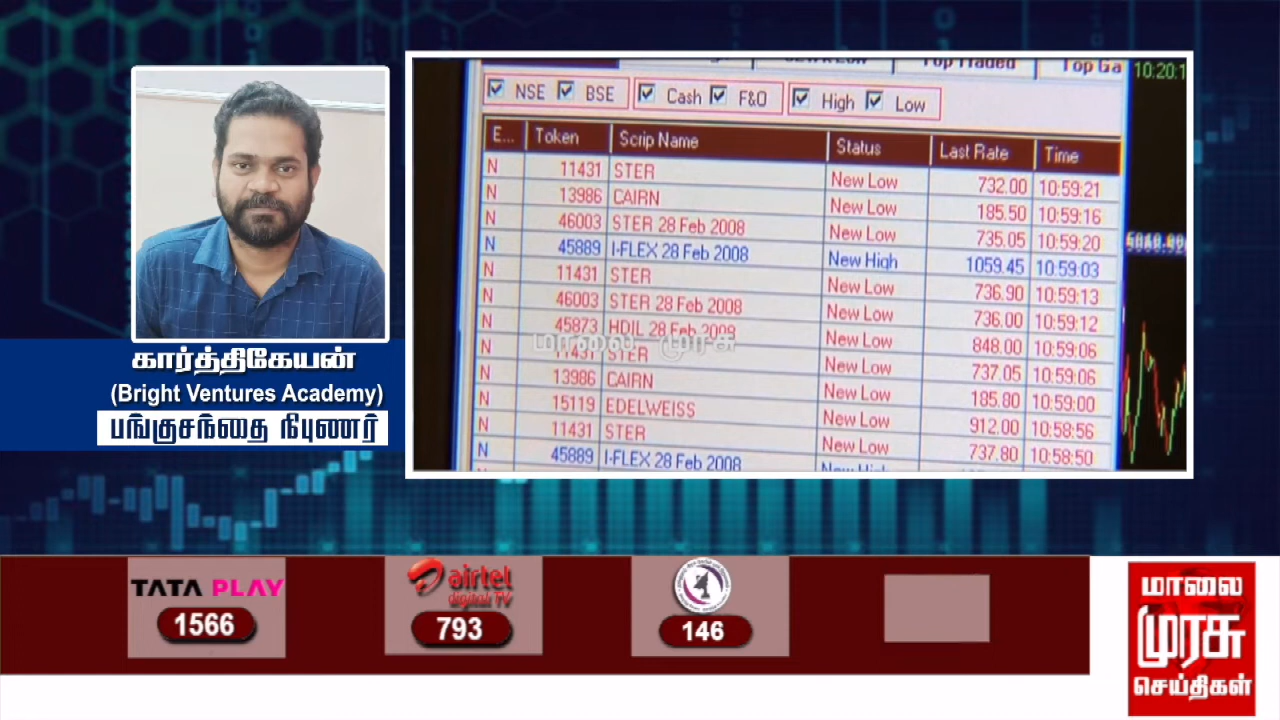 கார்த்திகேயன்
(Bright Ventures Academy)
பங்குசந்தை நிபுணர்
Top Traded Top Ga 10:20:1
NSE BSE Cash F&O High Low
E... Token Scrip Name Status Last Rate Time
N 11431 STER New Low 732.00 10:59:21
N 13986 CAIRN New Low 185.50 10:59:16
N 46003 STER 28 Feb 2008 New Low 735.05 10:59:20
N 45889 I-FLEX 28 Feb 2008 New High 1059.45 10:59:03
N 11431 STER New Low 736.90 10:59:13
N 46003 STER 28 Feb 2008 New Low 736.00 10:59:12
N 45873 HDIL 28 Feb 2008 New Low 848.00 10:59:06
N 11431 STER New Low 737.05 10:59:06
N 13986 CAIRN New Low 185.80 10:59:00
N 15119 EDELWEISS New Low 912.00 10:58:56
N 11431 STER New Low 737.80 10:58:50
N 45889 I-FLEX 28 Feb 2008 New High
மாலை முரசு
TATA PLAY
1566
airtel
digital TV
793
146
மாலை
முரசு
செய்திகள்